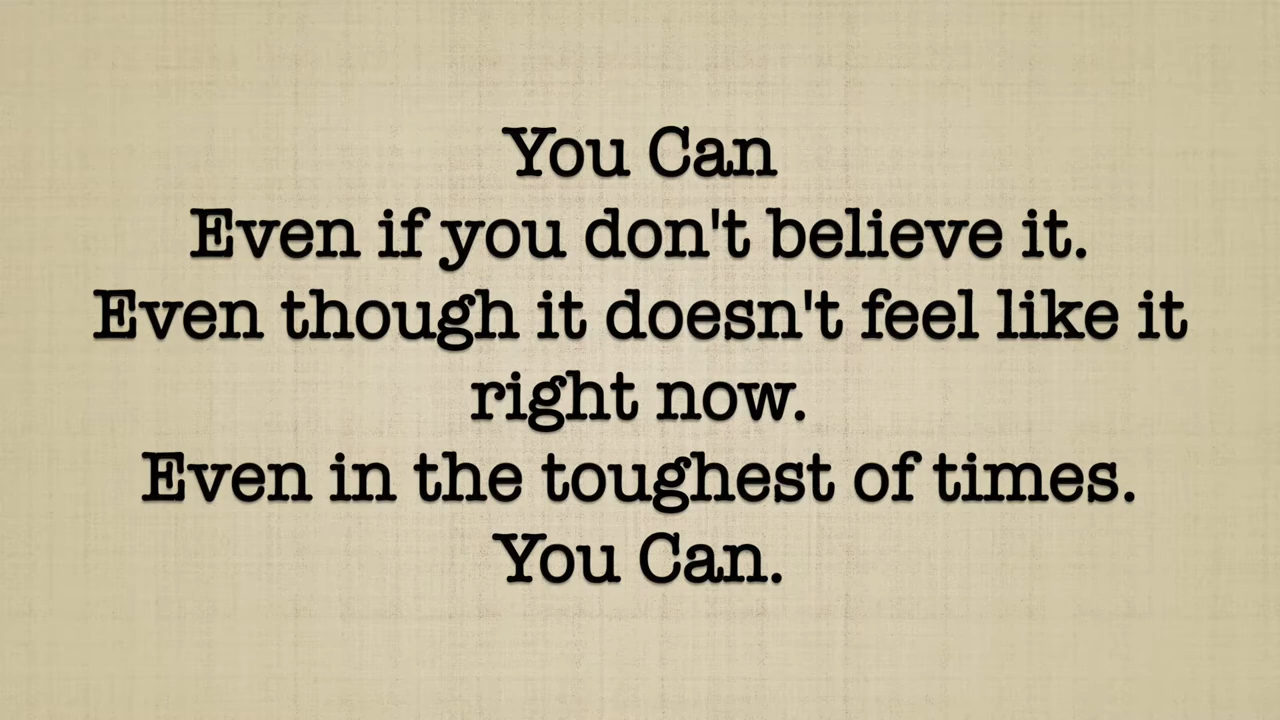 You Can
Even if you don't believe it.
Even though it doesn't feel like it
right now.
Even in the toughest of times.
You Can.